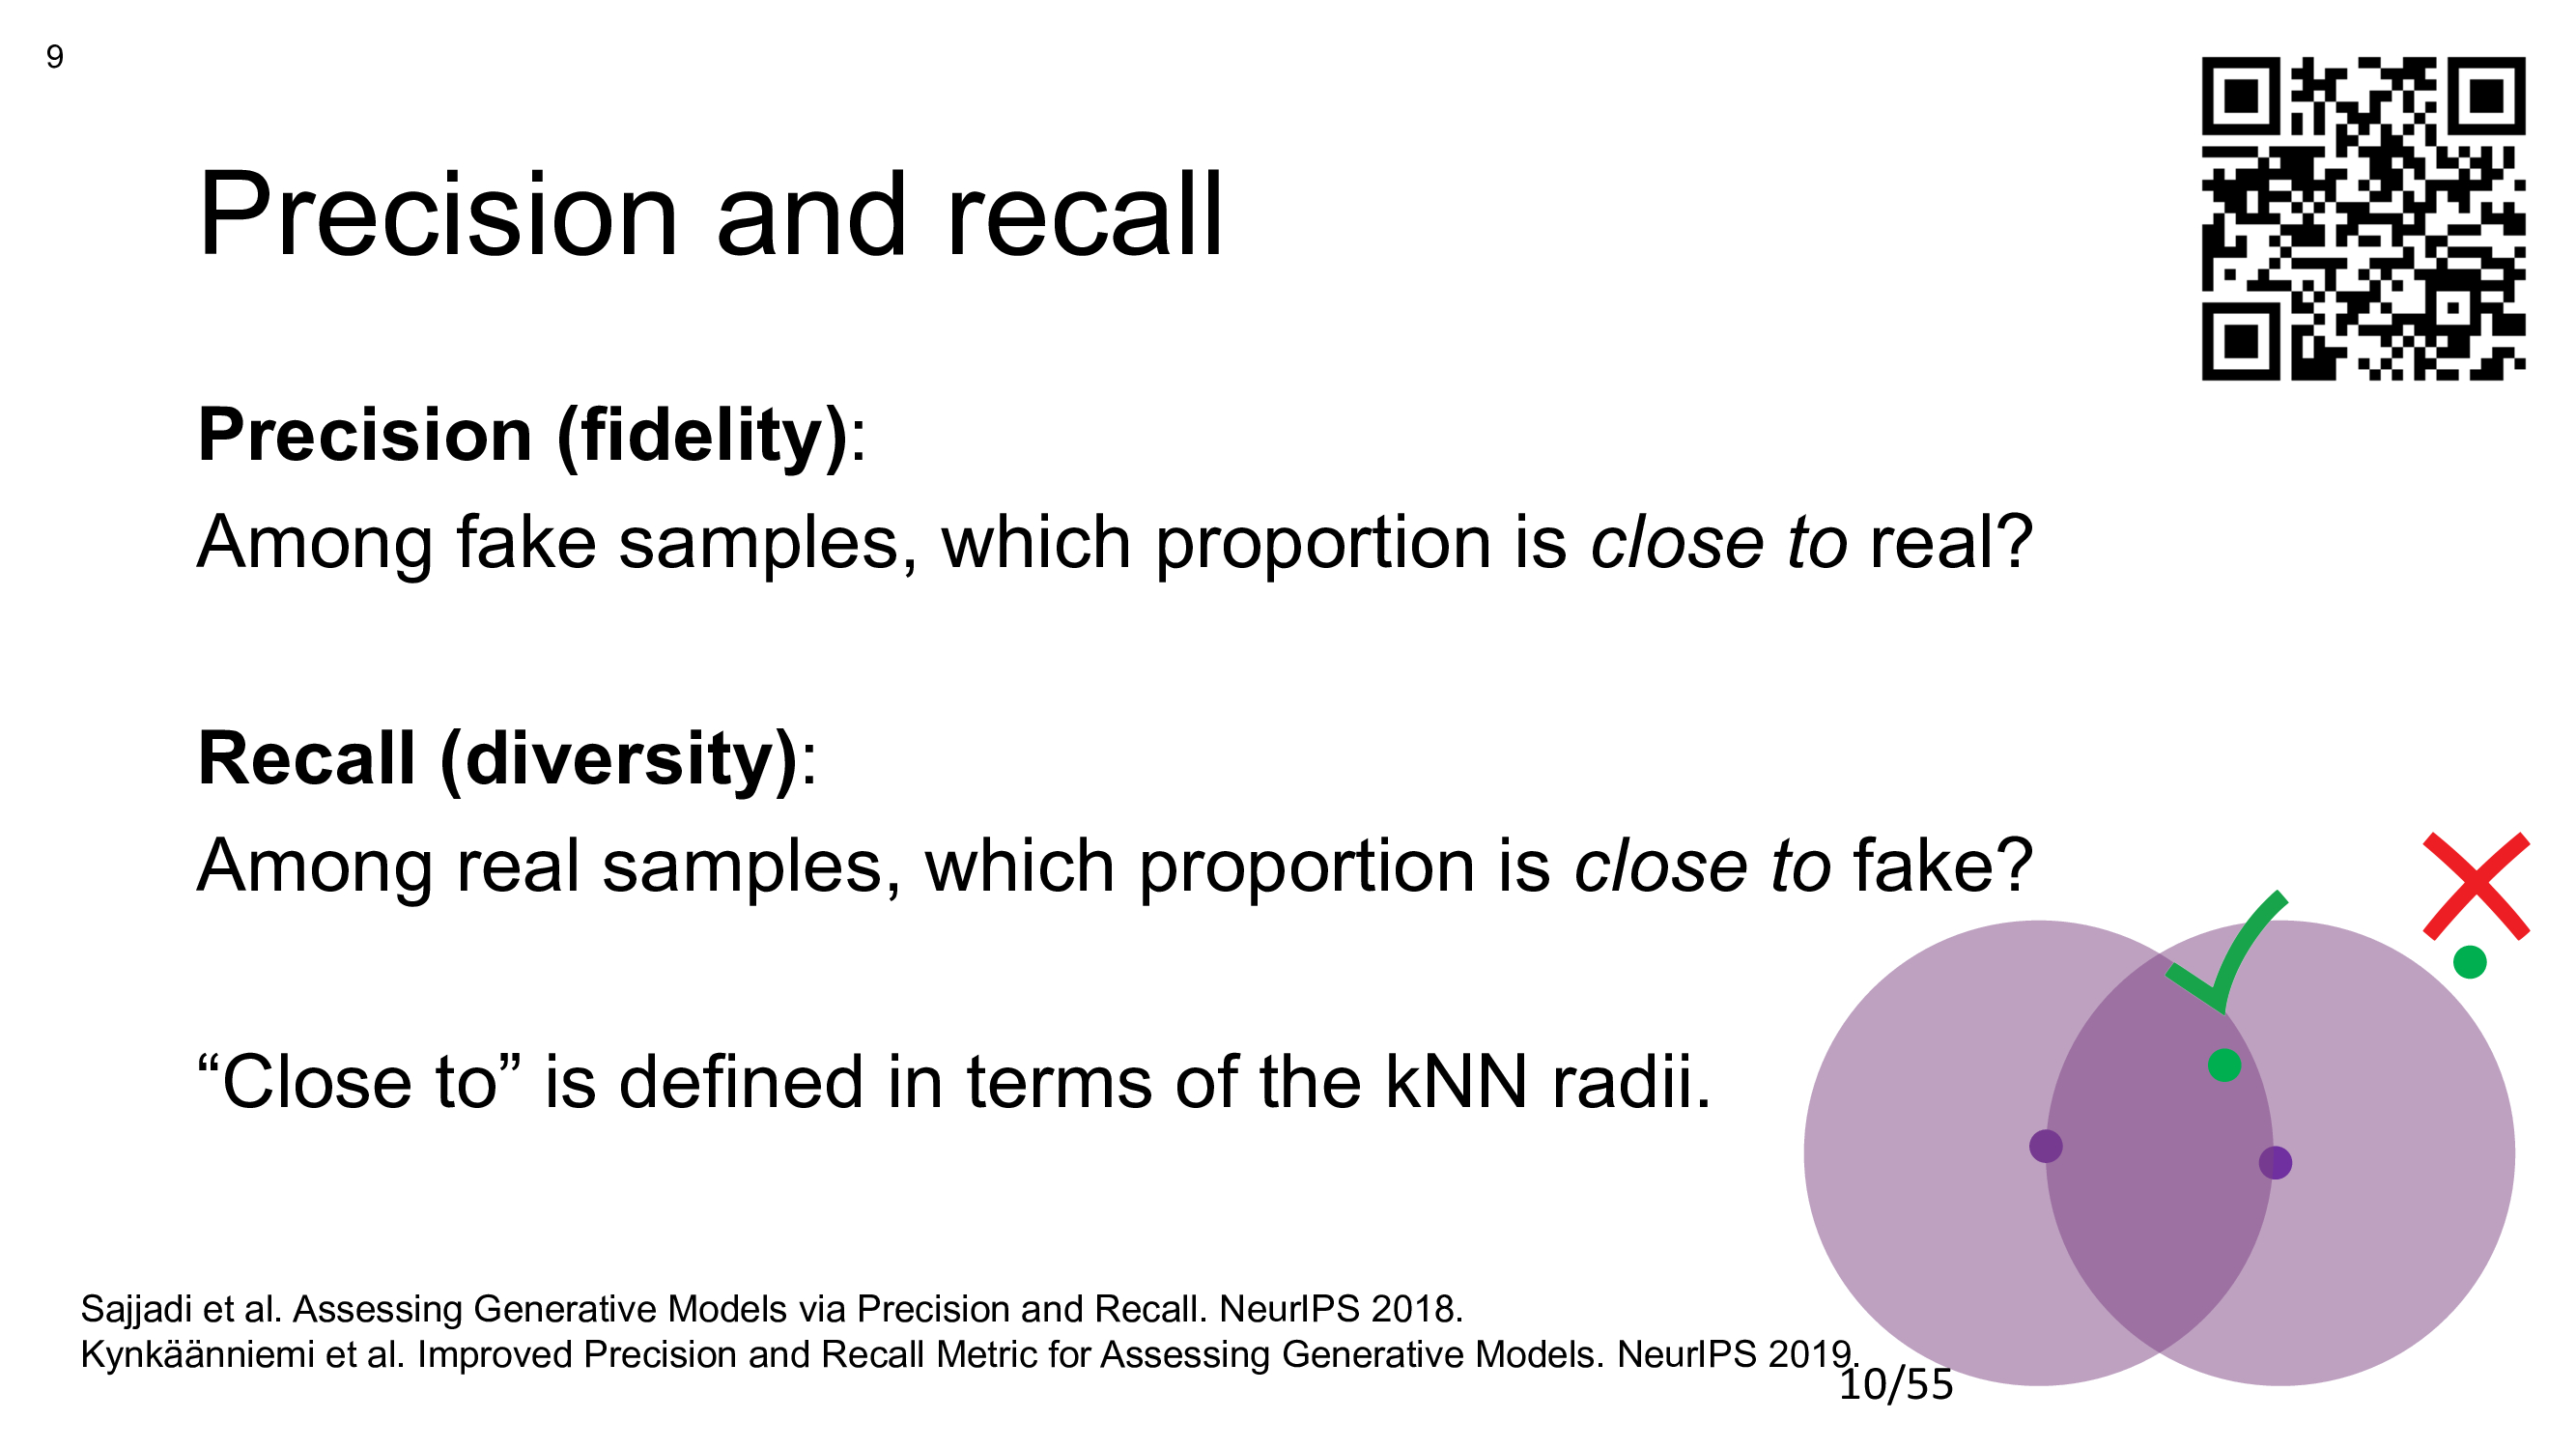 9
Precision and recall
Precision (fidelity):
Among fake samples, which proportion is close to real?
Recall (diversity):
Among real samples, which proportion is close to fake?
“Close to” is defined in terms of the kNN radii.
Sajjadi et al. Assessing Generative Models via Precision and Recall. NeurIPS 2018.
Kynkäänniemi et al. Improved Precision and Recall Metric for Assessing Generative Models. NeurIPS 2019.
10/55